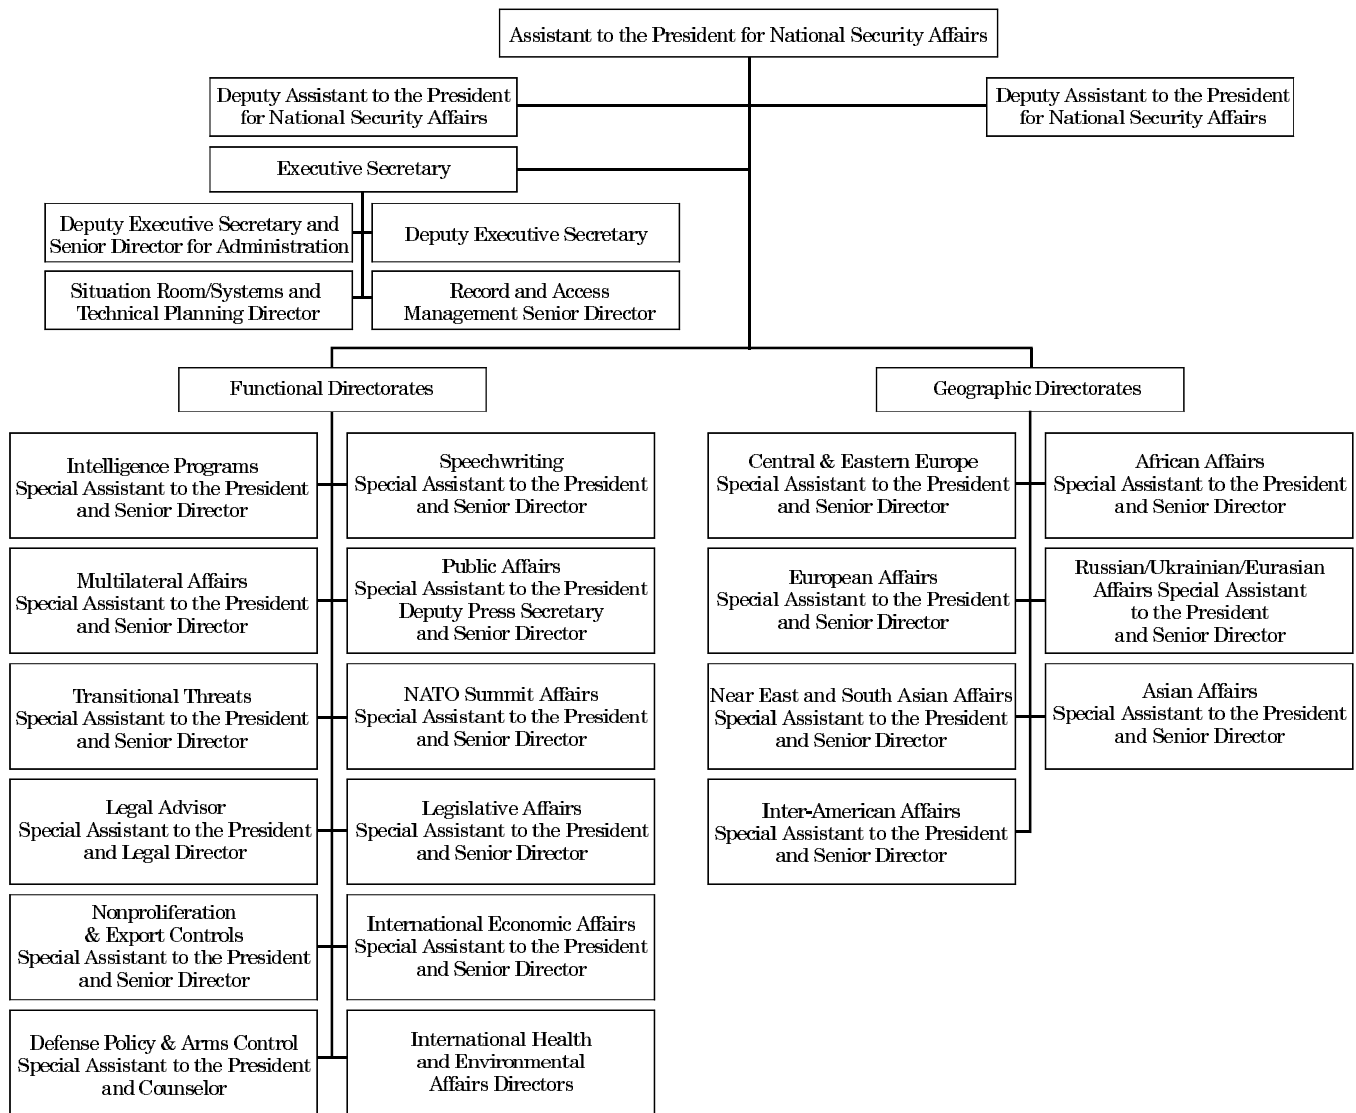 Assistant to the President for National Security Affairs
Deputy Assistant to the President
for National Security Affairs
Deputy Assistant to the President
for National Security Affairs
Executive Secretary
Deputy Executive Secretary and
Senior Director for Administration
Deputy Executive Secretary
Situation Room/Systems and
Technical Planning Director
Record and Access
Management Senior Director
Functional Directorates
Geographic Directorates
Intelligence Programs
Special Assistant to the President
and Senior Director
Speechwriting
Special Assistant to the President
and Senior Director
Central & Eastern Europe
Special Assistant to the President
and Senior Director
African Affairs
Special Assistant to the President
and Senior Director
Multilateral Affairs
Special Assistant to the President
and Senior Director
Public Affairs
Special Assistant to the President
Deputy Press Secretary
and Senior Director
European Affairs
Special Assistant to the President
and Senior Director
Russian/Ukrainian/Eurasian
Affairs Special Assistant
to the President
and Senior Director
Transitional Threats
Special Assistant to the President
and Senior Director
NATO Summit Affairs
Special Assistant to the President
and Senior Director
Near East and South Asian Affairs
Special Assistant to the President
and Senior Director
Asian Affairs
Special Assistant to the President
and Senior Director
Legal Advisor
Special Assistant to the President
and Legal Director
Legislative Affairs
Special Assistant to the President
and Senior Director
Inter-American Affairs
Special Assistant to the President
and Senior Director
Nonproliferation
& Export Controls
Special Assistant to the President
and Senior Director
International Economic Affairs
Special Assistant to the President
and Senior Director
Defense Policy & Arms Control
Special Assistant to the President
and Counselor
International Health
and Environmental
Affairs Directors